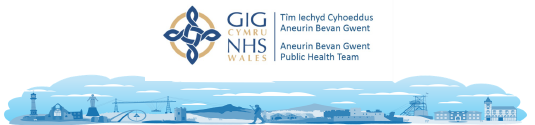 GIG
CYMRU
NHS
WALES
Tîm Iechyd Cyhoeddus
Aneurin Bevan Gwent
Aneurin Bevan Gwent
Public Health Team